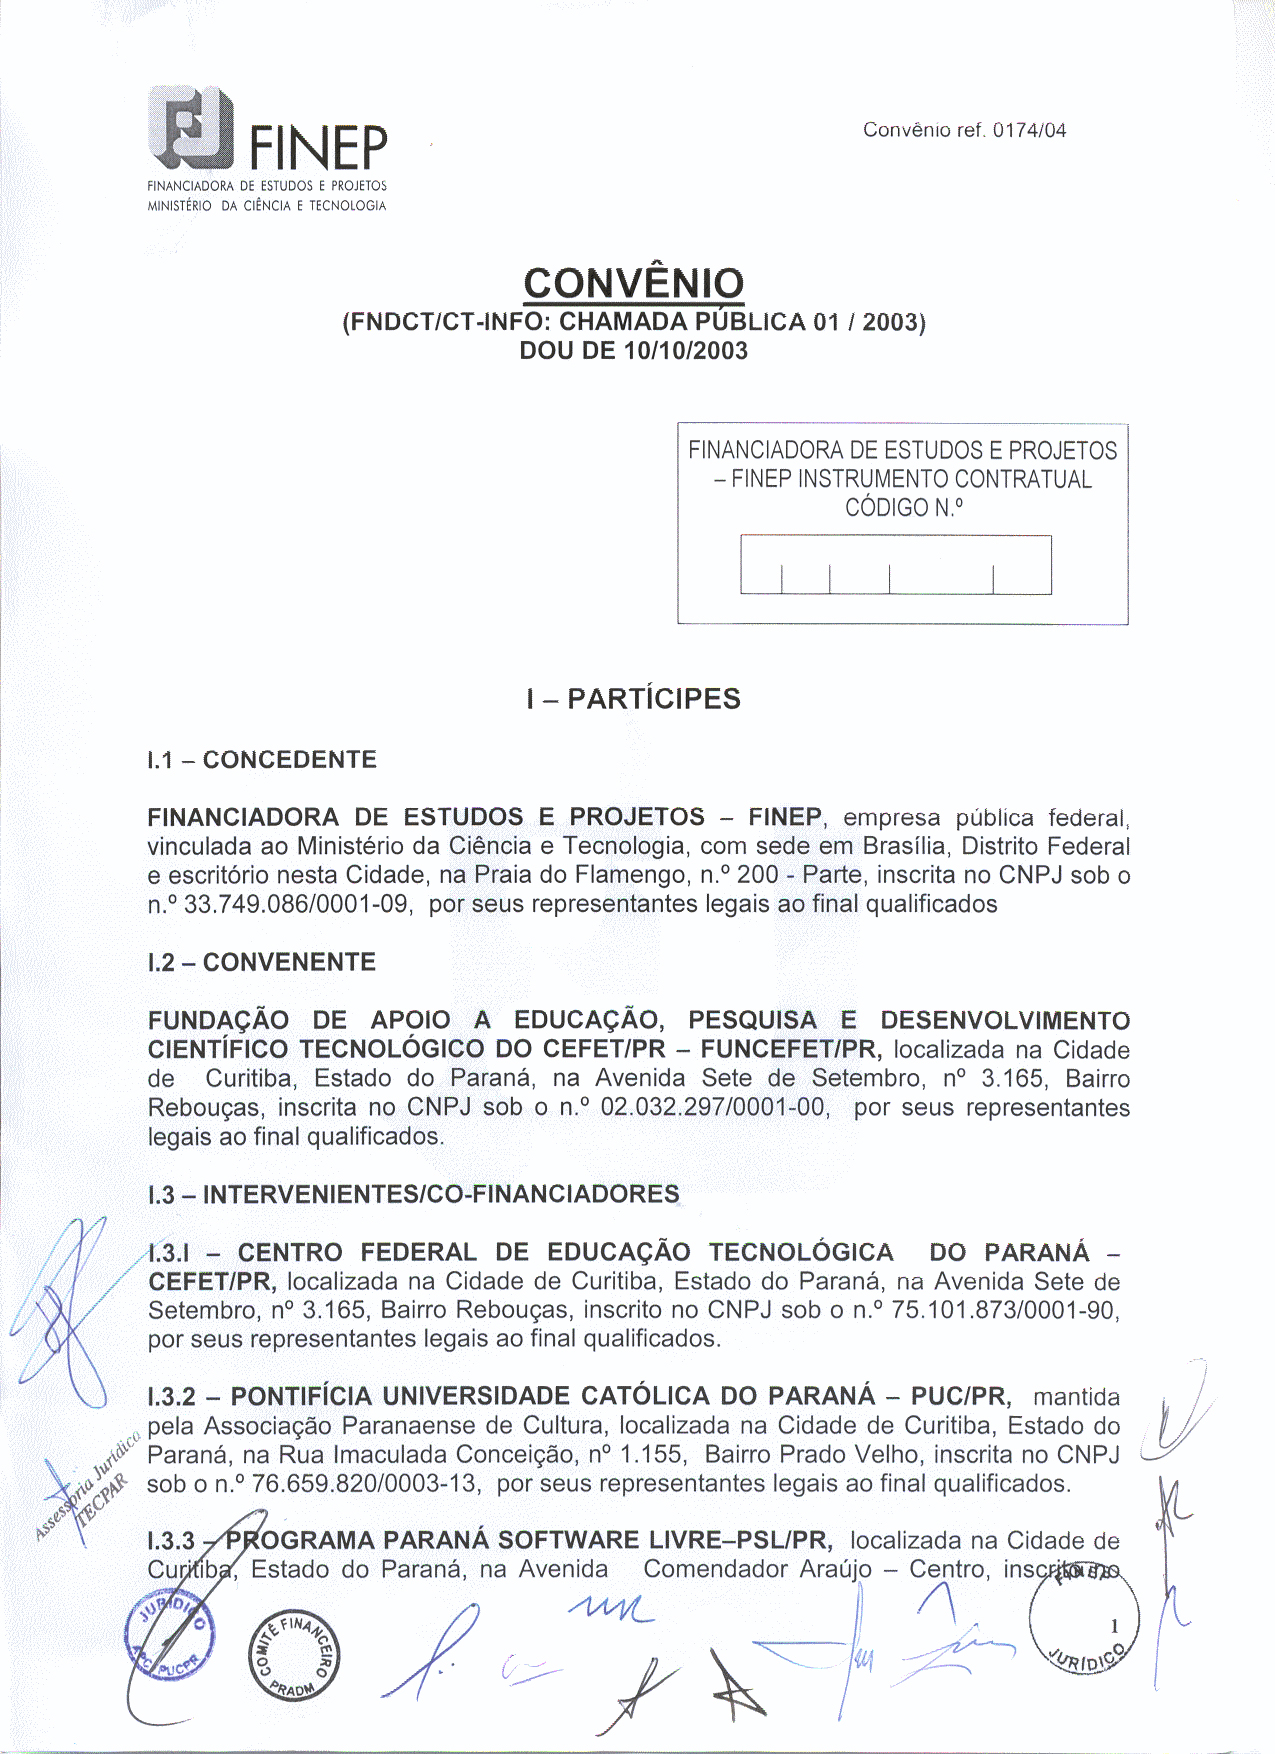 FINEP
FINANCIADORA DE ESTUDOS E PROJETOS
MINISTÉRIO DA CIÊNCIA E TECNOLOGIA
Convênio ref. 0174/04
CONVÊNIO
(FNDCT/CT-INFO: CHAMADA PÚBLICA 01 / 2003)
DOU DE 10/10/2003
FINANCIADORA DE ESTUDOS E PROJETOS
– FINEP INSTRUMENTO CONTRATUAL
CÓDIGO N.º
I – PARTÍCIPES
I.1 – CONCEDENTE
FINANCIADORA DE ESTUDOS E PROJETOS – FINEP, empresa pública federal,
vinculada ao Ministério da Ciência e Tecnologia, com sede em Brasília, Distrito Federal
e escritório nesta Cidade, na Praia do Flamengo, n.º 200 - Parte, inscrita no CNPJ sob o
n.º 33.749.086/0001-09, por seus representantes legais ao final qualificados
I.2 – CONVENENTE
FUNDAÇÃO DE APOIO A EDUCAÇÃO, PESQUISA E DESENVOLVIMENTO
CIENTÍFICO TECNOLÓGICO DO CEFET/PR – FUNCEFET/PR, localizada na Cidade
de Curitiba, Estado do Paraná, na Avenida Sete de Setembro, nº 3.165, Bairro
Rebouças, inscrita no CNPJ sob o n.º 02.032.297/0001-00, por seus representantes
legais ao final qualificados.
I.3 – INTERVENIENTES/CO-FINANCIADORES
I.3.I – CENTRO FEDERAL DE EDUCAÇÃO TECNOLÓGICA DO PARANÁ –
CEFET/PR, localizada na Cidade de Curitiba, Estado do Paraná, na Avenida Sete de
Setembro, nº 3.165, Bairro Rebouças, inscrito no CNPJ sob o n.º 75.101.873/0001-90,
por seus representantes legais ao final qualificados.
I.3.2 – PONTIFÍCIA UNIVERSIDADE CATÓLICA DO PARANÁ – PUC/PR, mantida
pela Associação Paranaense de Cultura, localizada na Cidade de Curitiba, Estado do
Paraná, na Rua Imaculada Conceição, nº 1.155, Bairro Prado Velho, inscrita no CNPJ
sob o n.º 76.659.820/0003-13, por seus representantes legais ao final qualificados.
Assessoria Jurídica
TECPAR
I.3.3 – PROGRAMA PARANÁ SOFTWARE LIVRE–PSL/PR, localizada na Cidade de
Curitiba, Estado do Paraná, na Avenida Comendador Araújo – Centro, inscrito no
JURÍDICO
APC / PUCPR
COMITÊ FINANCEIRO
PRADM
1
JURÍDICO